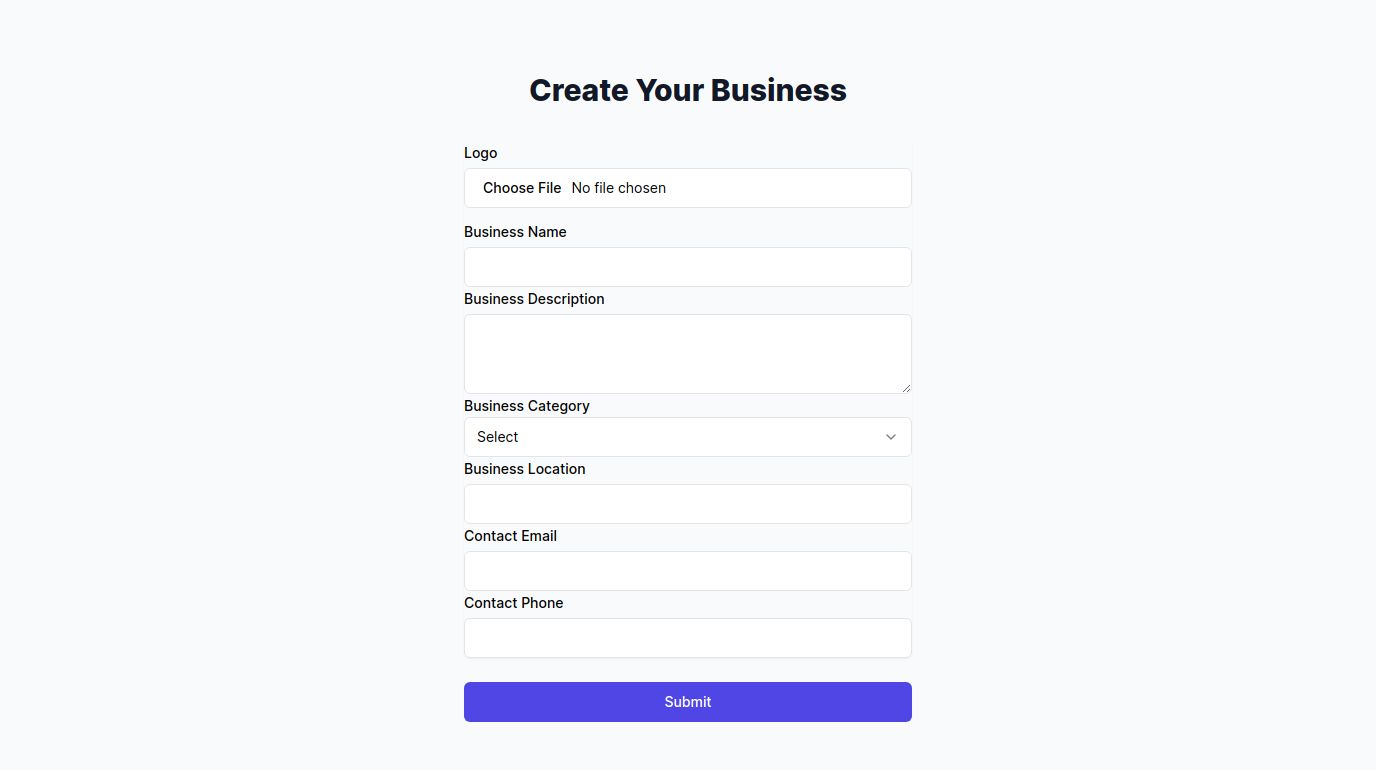 Create Your Business
Logo
Choose File No file chosen
Business Name
Business Description
Business Category
Select
Business Location
Contact Email
Contact Phone
Submit